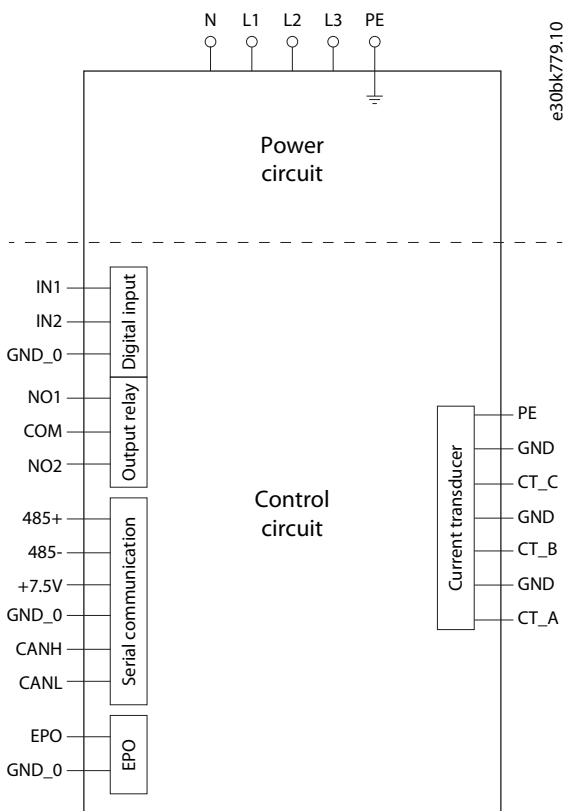 N L1 L2 L3 PE
e30bk779.10
Power
circuit
IN1
IN2
GND_0
Digital input
NO1
COM
NO2
Output relay
485+
485-
+7.5V
GND_0
CANH
CANL
Serial communication
EPO
GND_0
EPO
Control
circuit
Current transducer
PE
GND
CT_C
GND
CT_B
GND
CT_A